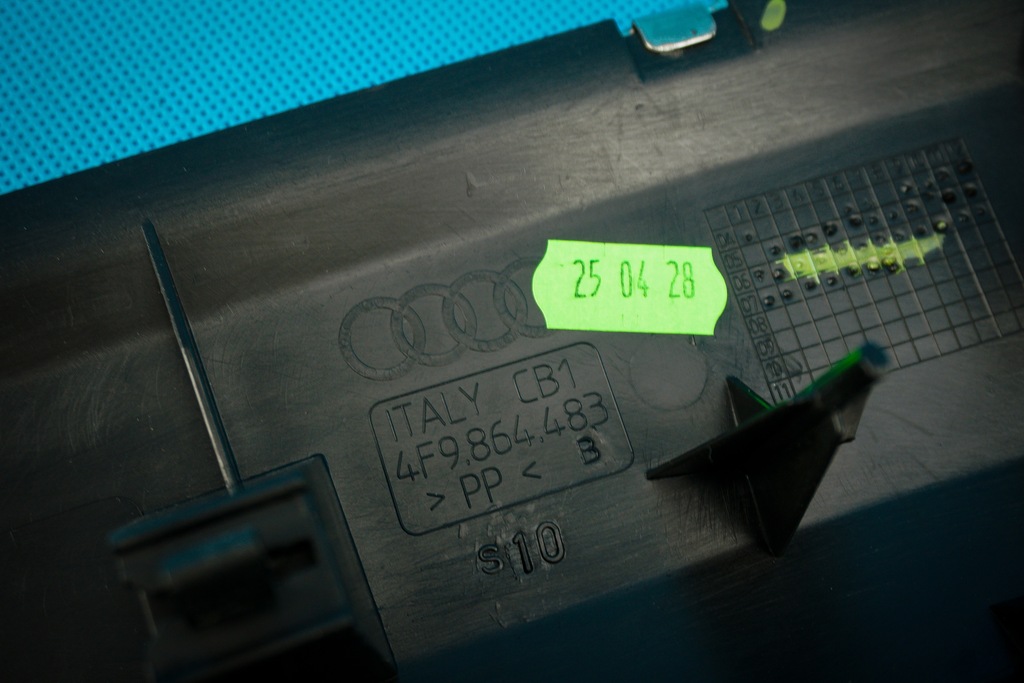 25 04 28
ITALY CB1
4F9.864.483
> PP < B
S10